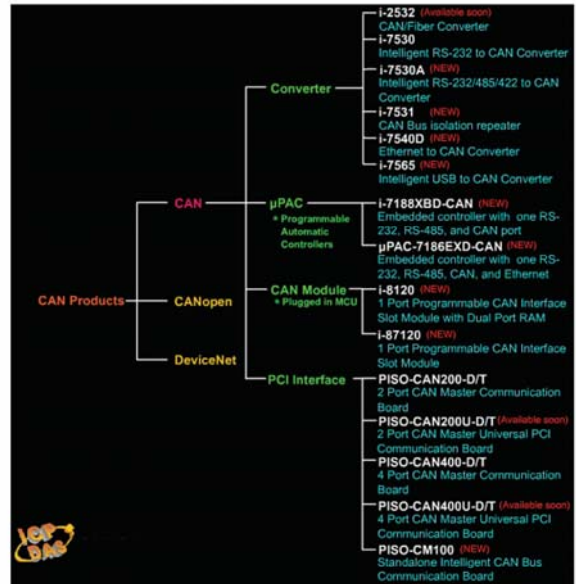 i-2532 (Available soon)
CAN/Fiber Converter
i-7530
Intelligent RS-232 to CAN Converter
i-7530A (NEW)
Intelligent RS-232/485/422 to CAN
Converter
i-7531 (NEW)
CAN Bus isolation repeater
i-7540D (NEW)
Ethernet to CAN Converter
i-7565 (NEW)
Intelligent USB to CAN Converter
Converter
CAN
µPAC
* Programmable
Automatic
Controllers
i-7188XBD-CAN (NEW)
Embedded controller with one RS-
232, RS-485, and CAN port
µPAC-7186EXD-CAN (NEW)
Embedded controller with one RS-
232, RS-485, CAN, and Ethernet
CAN Products
CANopen
DeviceNet
CAN Module
* Plugged in MCU
i-8120 (NEW)
1 Port Programmable CAN Interface
Slot Module with Dual Port RAM
i-87120 (NEW)
1 Port Programmable CAN Interface
Slot Module
PCI Interface
PISO-CAN200-D/T
2 Port CAN Master Communication
Board
PISO-CAN200U-D/T (Available soon)
2 Port CAN Master Universal PCI
Communication Board
PISO-CAN400-D/T
4 Port CAN Master Communication
Board
PISO-CAN400U-D/T (Available soon)
4 Port CAN Master Universal PCI
Communication Board
PISO-CM100 (NEW)
Standalone Intelligent CAN Bus
Communication Board
ICP
DAS